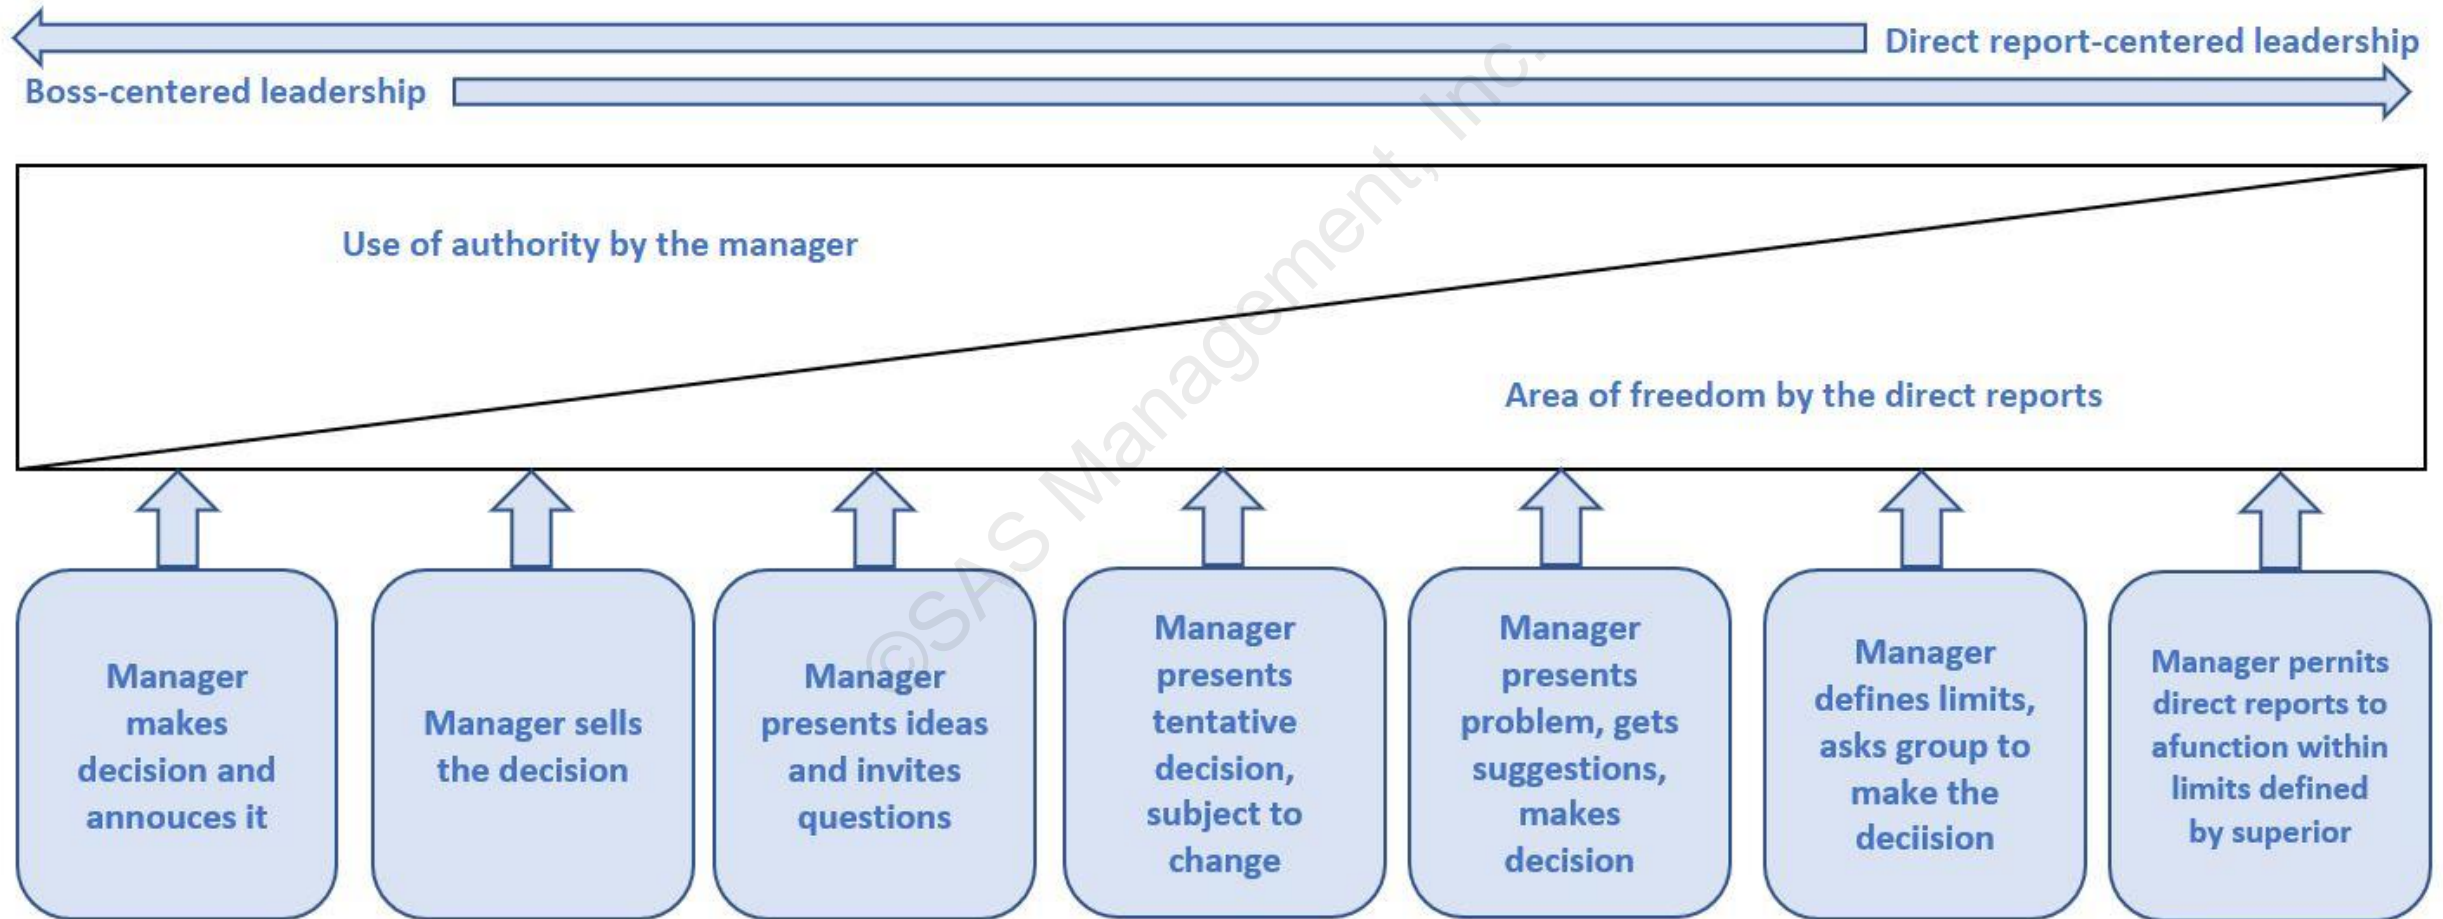 Direct report-centered leadership
Boss-centered leadership
Use of authority by the manager
Area of freedom by the direct reports
©SAS Management, Inc.
Manager
makes
decision and
annouces it
Manager sells
the decision
Manager
presents ideas
and invites
questions
Manager
presents
tentative
decision,
subject to
change
Manager
presents
problem, gets
suggestions,
makes
decision
Manager
defines limits,
asks group to
make the
deciision
Manager pernits
direct reports to
afunction within
limits defined
by superior